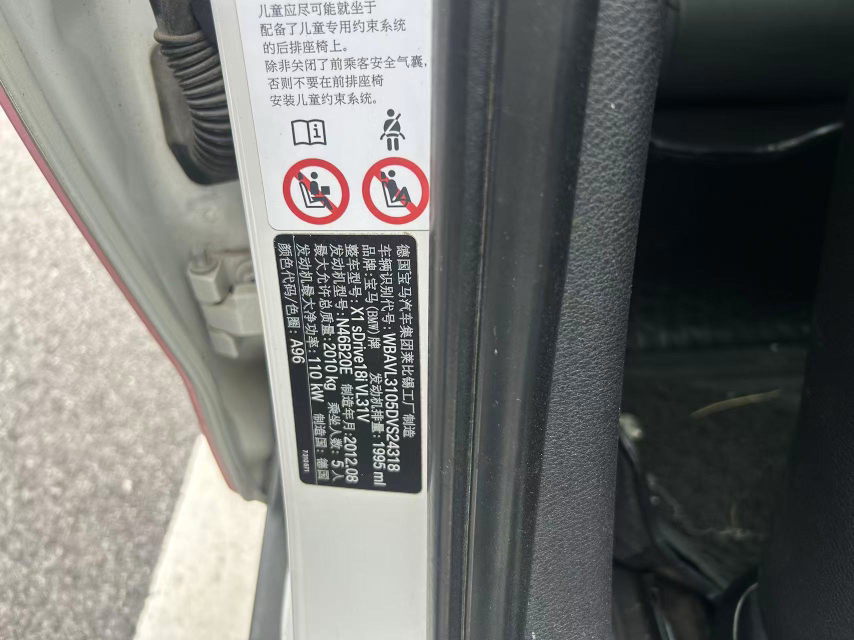 儿童应尽可能就坐于
配备了儿童专用约束系统
的后排座椅上。
除非关闭了前乘客安全气囊，
否则不要在前排座椅
安装儿童约束系统。
德国宝马汽车集团莱比锡工厂 制造
车辆识别代号: WBAVL3105DVS24318
品牌: 宝马(BMW)牌 发动机排量: 1995 ml
整车型号: X1 sDrive18i VL31V
发动机型号: N46B20E 制造年月: 2012.08
最大允许总质量: 2010 kg 乘坐人数: 5 人
发动机最大净功率: 110 kW 制造国: 德国
颜色代码/色圈: A96